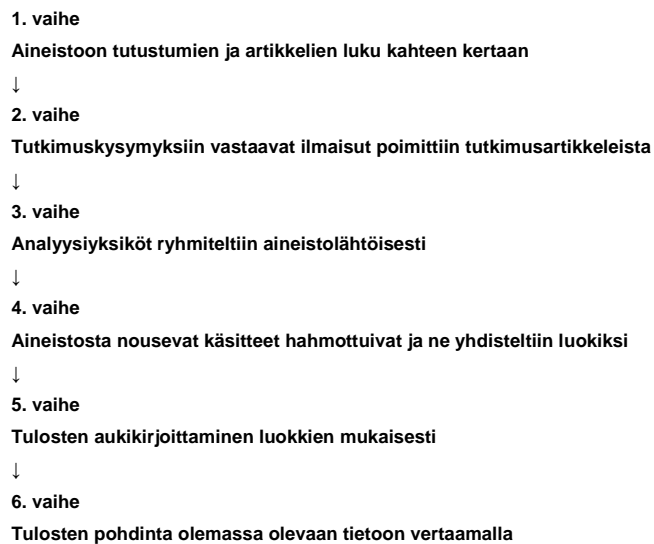 1. vaihe
Aineistoon tutustumien ja artikkelien luku kahteen kertaan
↓
2. vaihe
Tutkimuskysymyksiin vastaavat ilmaisut poimittiin tutkimusartikkeleista
↓
3. vaihe
Analyysiyksiköt ryhmiteltiin aineistolähtöisesti
↓
4. vaihe
Aineistosta nousevat käsitteet hahmottuivat ja ne yhdisteltiin luokiksi
↓
5. vaihe
Tulosten aukikirjoittaminen luokkien mukaisesti
↓
6. vaihe
Tulosten pohdinta olemassa olevaan tietoon vertaamalla